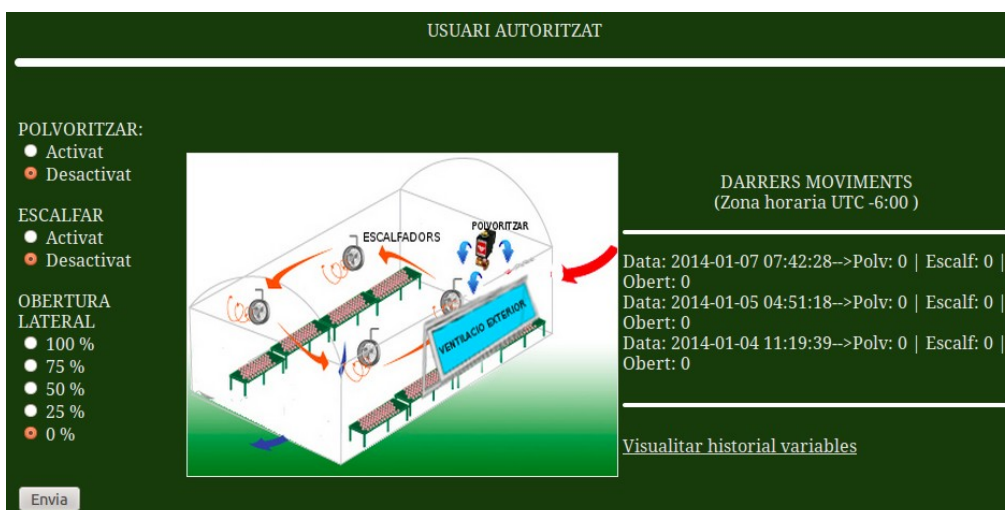 USUARI AUTORITZAT
POLVORITZAR:
Activat
Desactivat
ESCALFAR
Activat
Desactivat
OBERTURA
LATERAL
100 %
75 %
50 %
25 %
0 %
Envia
ESCALFADORS
POLVORITZAR
VENTILACIO EXTERIOR
DARRERS MOVIMENTS
(Zona horaria UTC -6:00 )
Data: 2014-01-07 07:42:28-->Polv: 0 | Escalf: 0 |
Obert: 0
Data: 2014-01-05 04:51:18-->Polv: 0 | Escalf: 0 |
Obert: 0
Data: 2014-01-04 11:19:39-->Polv: 0 | Escalf: 0 |
Obert: 0
Visualitar historial variables